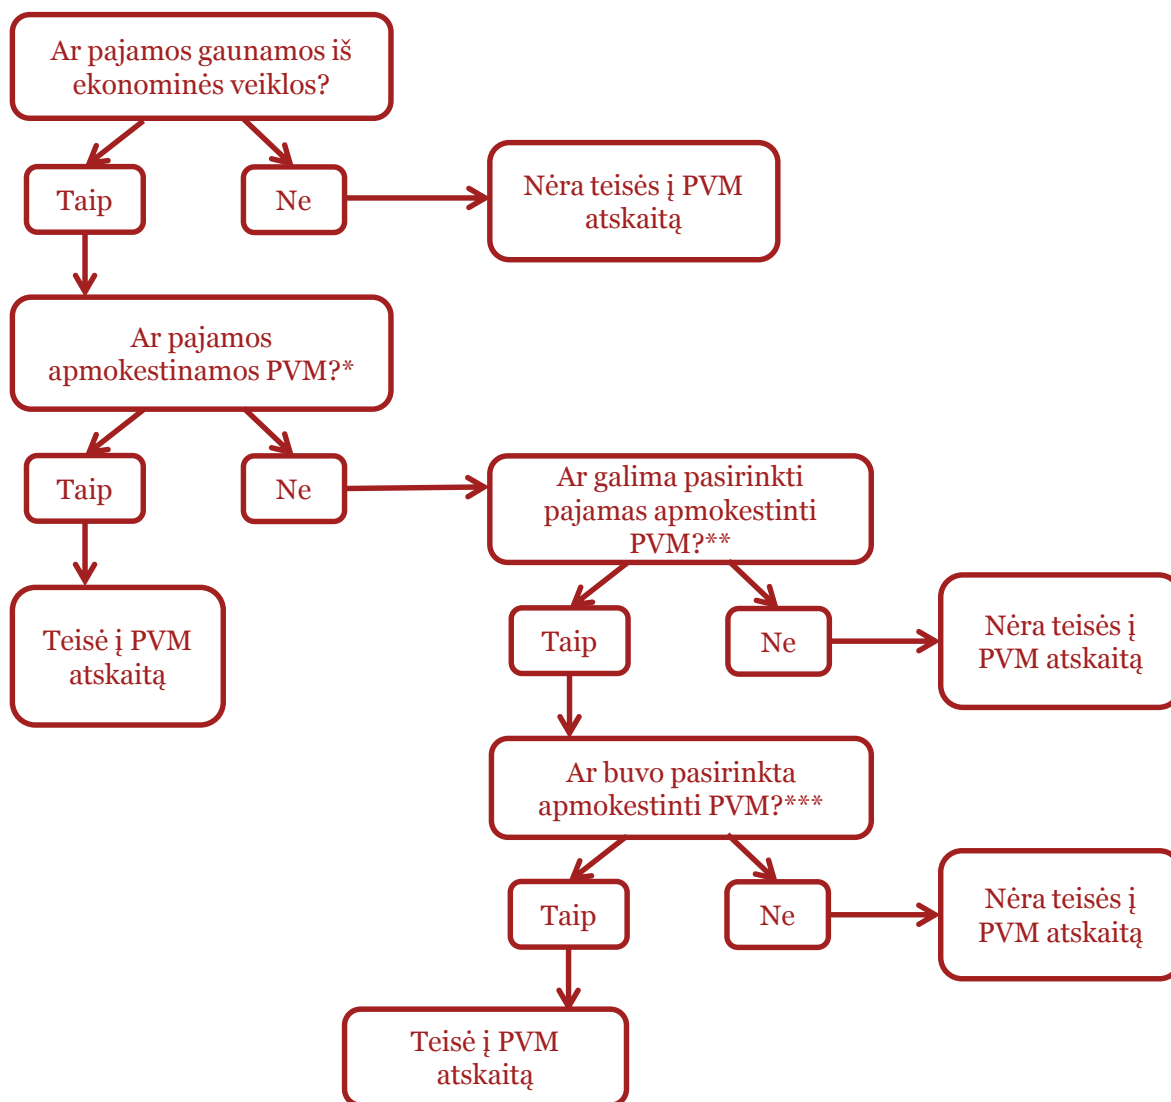 Ar pajamos gaunamos iš
ekonominės veiklos?
Taip
Ne
Nėra teisės į PVM
atskaitą
Ar pajamos
apmokestinamos PVM?*
Taip
Ne
Ar galima pasirinkti
pajamas apmokestinti
PVM?**
Teisė į PVM
atskaitą
Taip
Ne
Nėra teisės į
PVM atskaitą
Ar buvo pasirinkta
apmokestinti PVM?***
Taip
Ne
Nėra teisės į
PVM atskaitą
Teisė į PVM
atskaitą